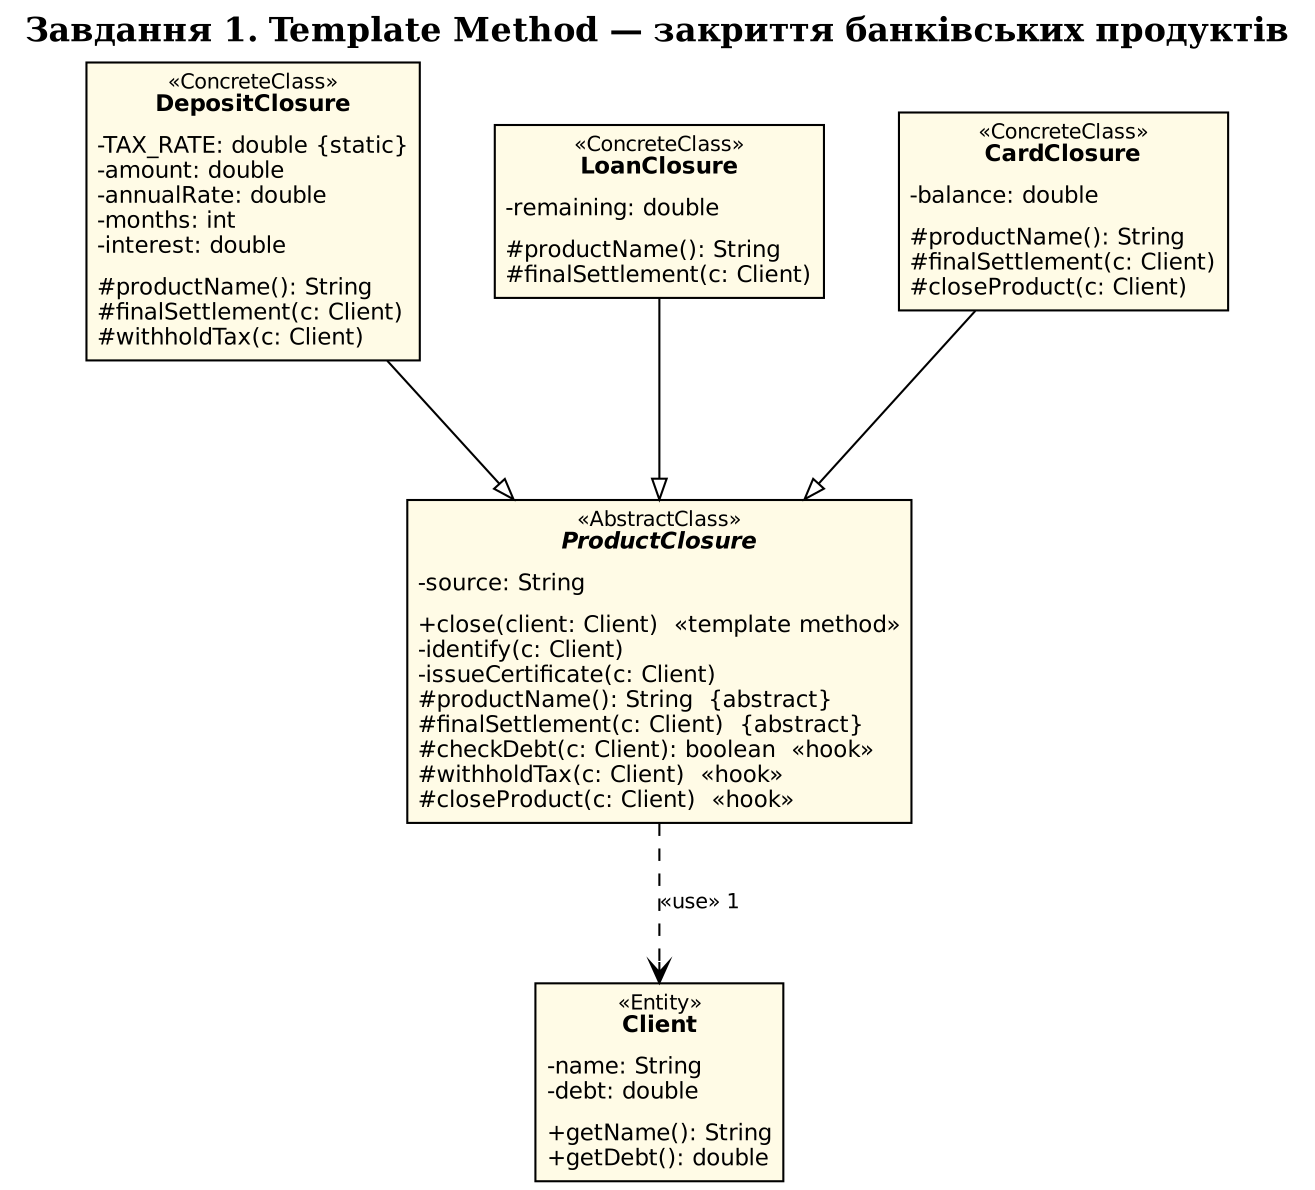 Завдання 1. Template Method — закриття банківських продуктів
«ConcreteClass»
DepositClosure
-TAX_RATE: double {static}
-amount: double
-annualRate: double
-months: int
-interest: double
#productName(): String
#finalSettlement(c: Client)
#withholdTax(c: Client)
«ConcreteClass»
LoanClosure
-remaining: double
#productName(): String
#finalSettlement(c: Client)
«ConcreteClass»
CardClosure
-balance: double
#productName(): String
#finalSettlement(c: Client)
#closeProduct(c: Client)
«AbstractClass»
ProductClosure
-source: String
+close(client: Client)  «template method»
-identify(c: Client)
-issueCertificate(c: Client)
#productName(): String  {abstract}
#finalSettlement(c: Client)  {abstract}
#checkDebt(c: Client): boolean  «hook»
#withholdTax(c: Client)  «hook»
#closeProduct(c: Client)  «hook»
«use» 1
«Entity»
Client
-name: String
-debt: double
+getName(): String
+getDebt(): double